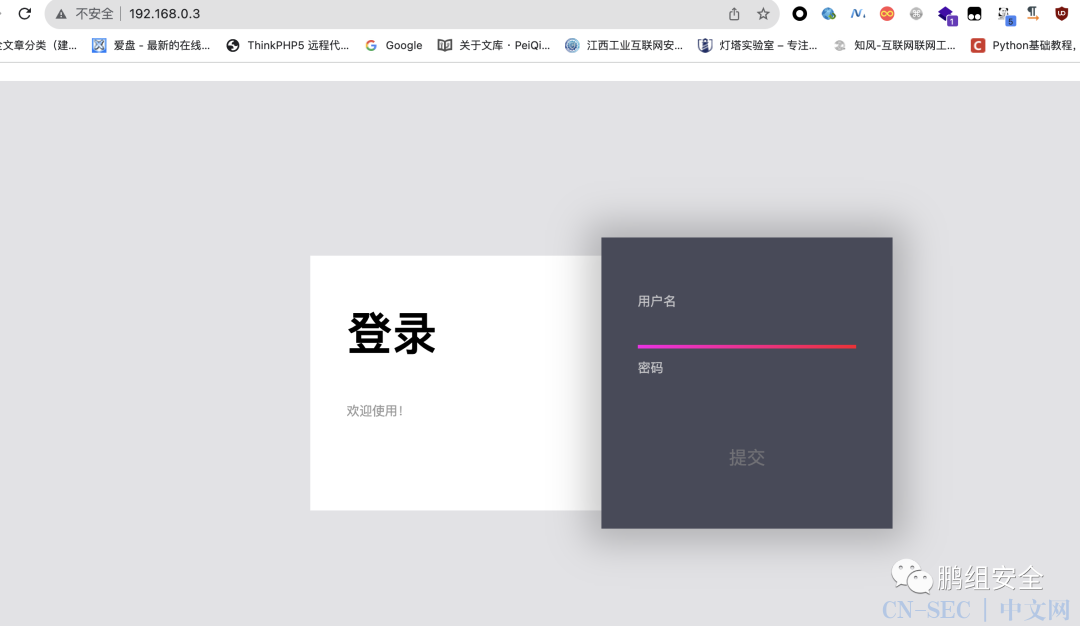 不安全 192.168.0.3
文章分类（建... 爱盘 - 最新的在线... ThinkPHP5 远程代... Google 关于文库 · PeiQi... 江西工业互联网安... 灯塔实验室 – 专注... 知风-互联网联网工... Python基础教程,
登录
欢迎使用!
用户名
密码
提交
鹏组安全
CN-SEC | 中文网